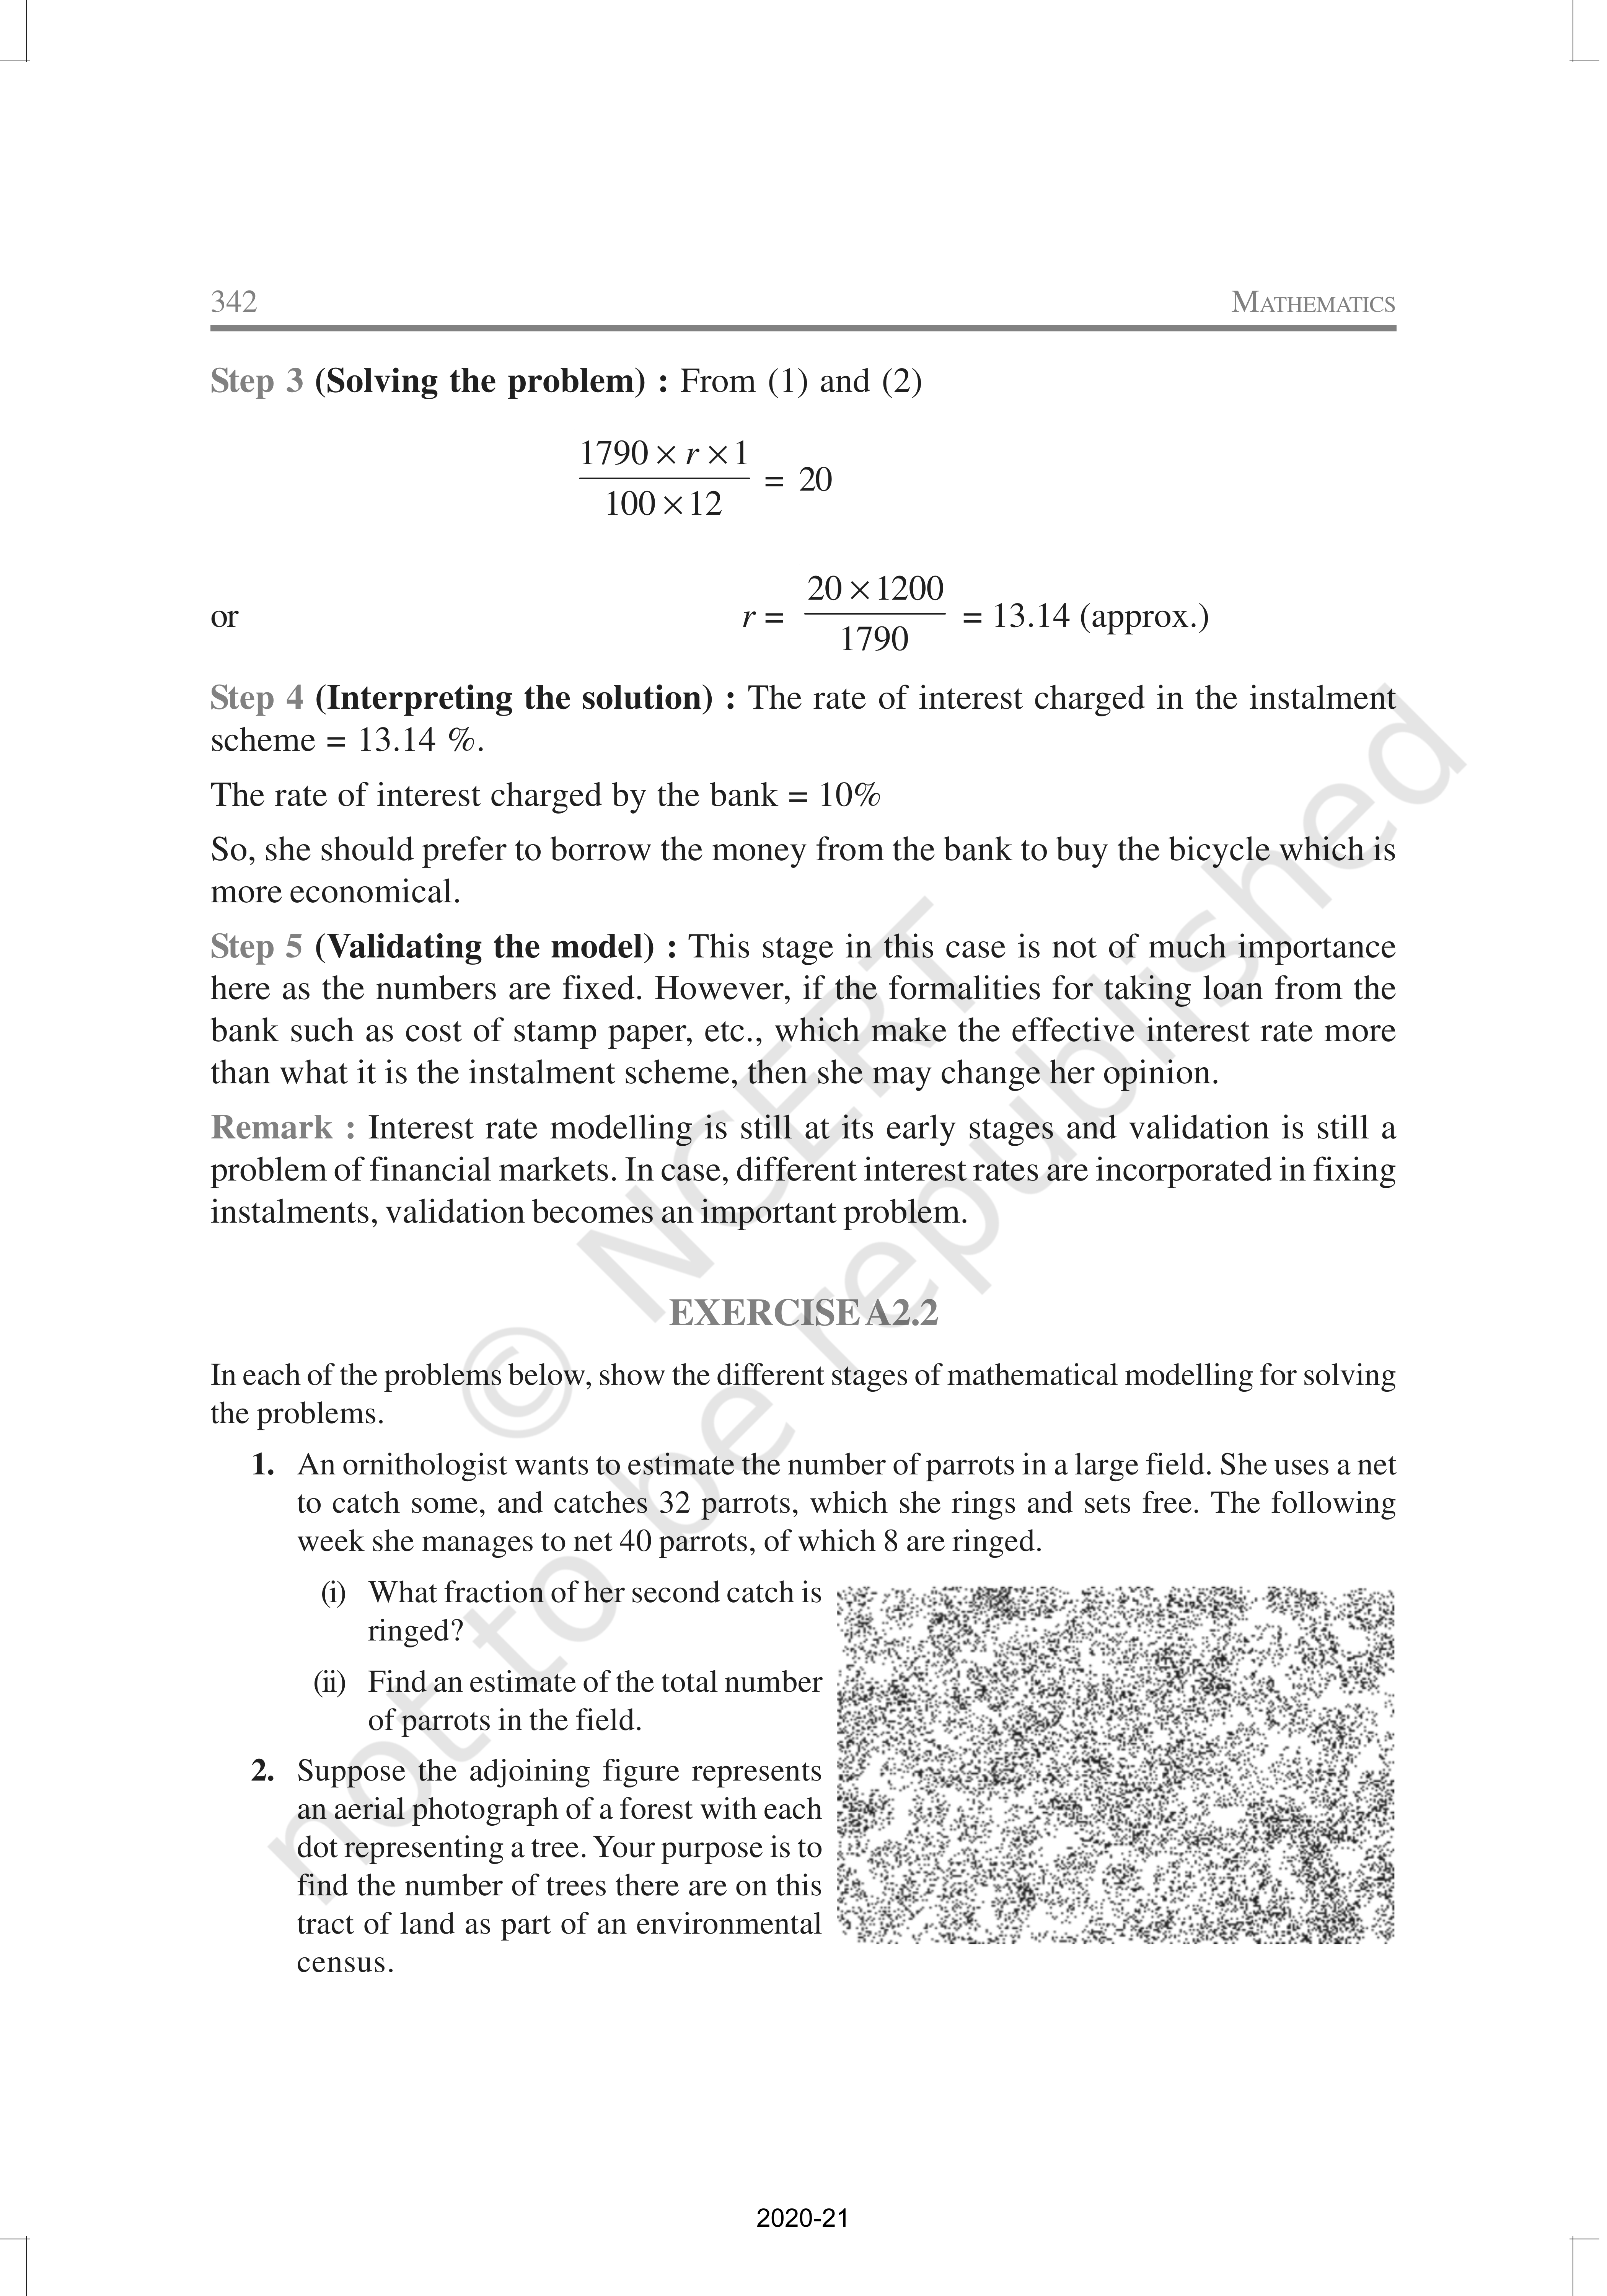 342
MATHEMATICS
Step 3 (Solving the problem) : From (1) and (2)
1790 × r × 1
100 × 12
= 20
or
r =
20 × 1200
1790
= 13.14 (approx.)
Step 4 (Interpreting the solution) : The rate of interest charged in the instalment
scheme = 13.14 %.
The rate of interest charged by the bank = 10%
So, she should prefer to borrow the money from the bank to buy the bicycle which is
more economical.
Step 5 (Validating the model) : This stage in this case is not of much importance
here as the numbers are fixed. However, if the formalities for taking loan from the
bank such as cost of stamp paper, etc., which make the effective interest rate more
than what it is the instalment scheme, then she may change her opinion.
Remark : Interest rate modelling is still at its early stages and validation is still a
problem of financial markets. In case, different interest rates are incorporated in fixing
instalments, validation becomes an important problem.
EXERCISE A2.2
In each of the problems below, show the different stages of mathematical modelling for solving
the problems.
1. An ornithologist wants to estimate the number of parrots in a large field. She uses a net
to catch some, and catches 32 parrots, which she rings and sets free. The following
week she manages to net 40 parrots, of which 8 are ringed.
(i) What fraction of her second catch is
ringed?
(ii) Find an estimate of the total number
of parrots in the field.
2. Suppose the adjoining figure represents
an aerial photograph of a forest with each
dot representing a tree. Your purpose is to
find the number of trees there are on this
tract of land as part of an environmental
census.
© NCERT
not to be republished
2020-21